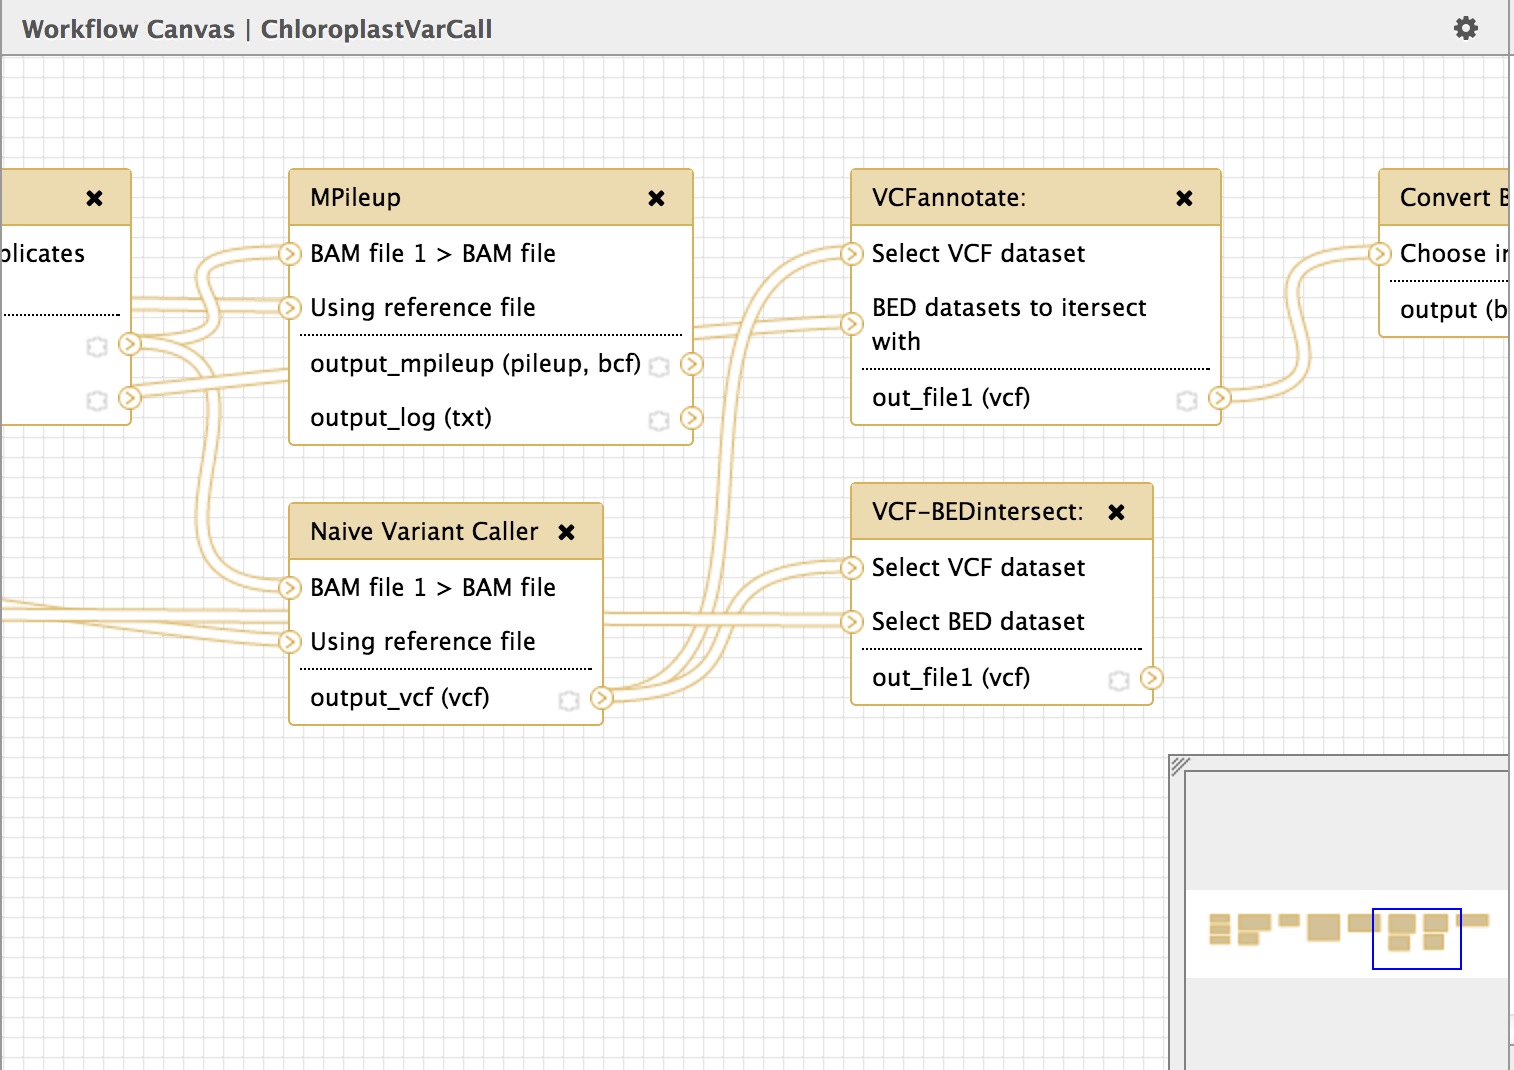 Workflow Canvas | ChloroplastVarCall
plicates
MPileup
BAM file 1 > BAM file
Using reference file
output_mpileup (pileup, bcf)
output_log (txt)
Naive Variant Caller
BAM file 1 > BAM file
Using reference file
output_vcf (vcf)
VCFannotate:
Select VCF dataset
BED datasets to itersect
with
out_file1 (vcf)
VCF-BEDintersect:
Select VCF dataset
Select BED dataset
out_file1 (vcf)
Convert
Choose
output (b